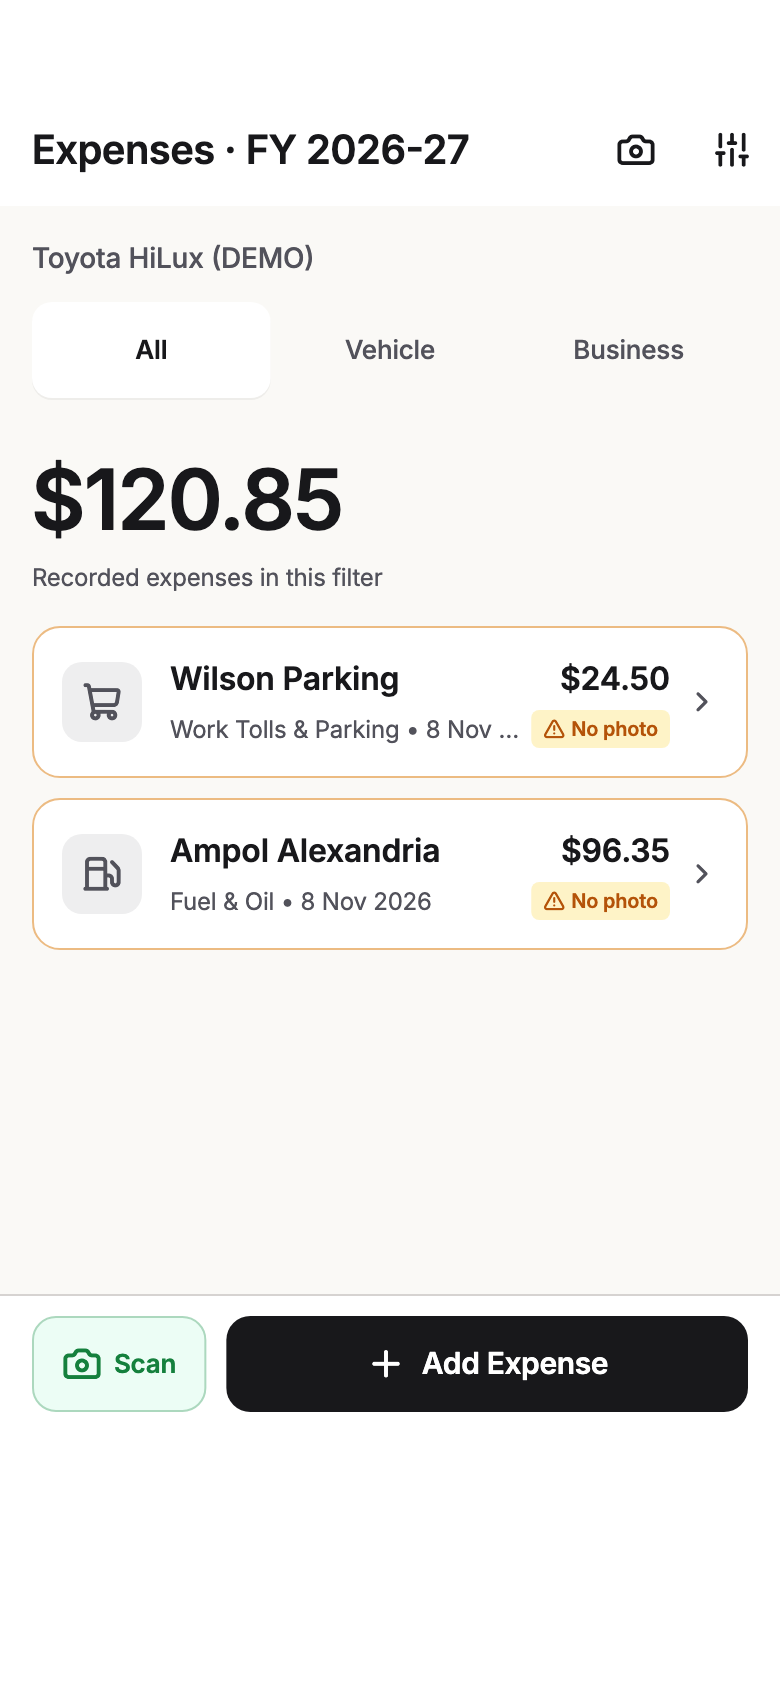 Expenses · FY 2026-27
Toyota HiLux (DEMO)
All Vehicle Business
$120.85
Recorded expenses in this filter
Wilson Parking $24.50
Work Tolls & Parking • 8 Nov ... No photo
Ampol Alexandria $96.35
Fuel & Oil • 8 Nov 2026 No photo
Scan + Add Expense